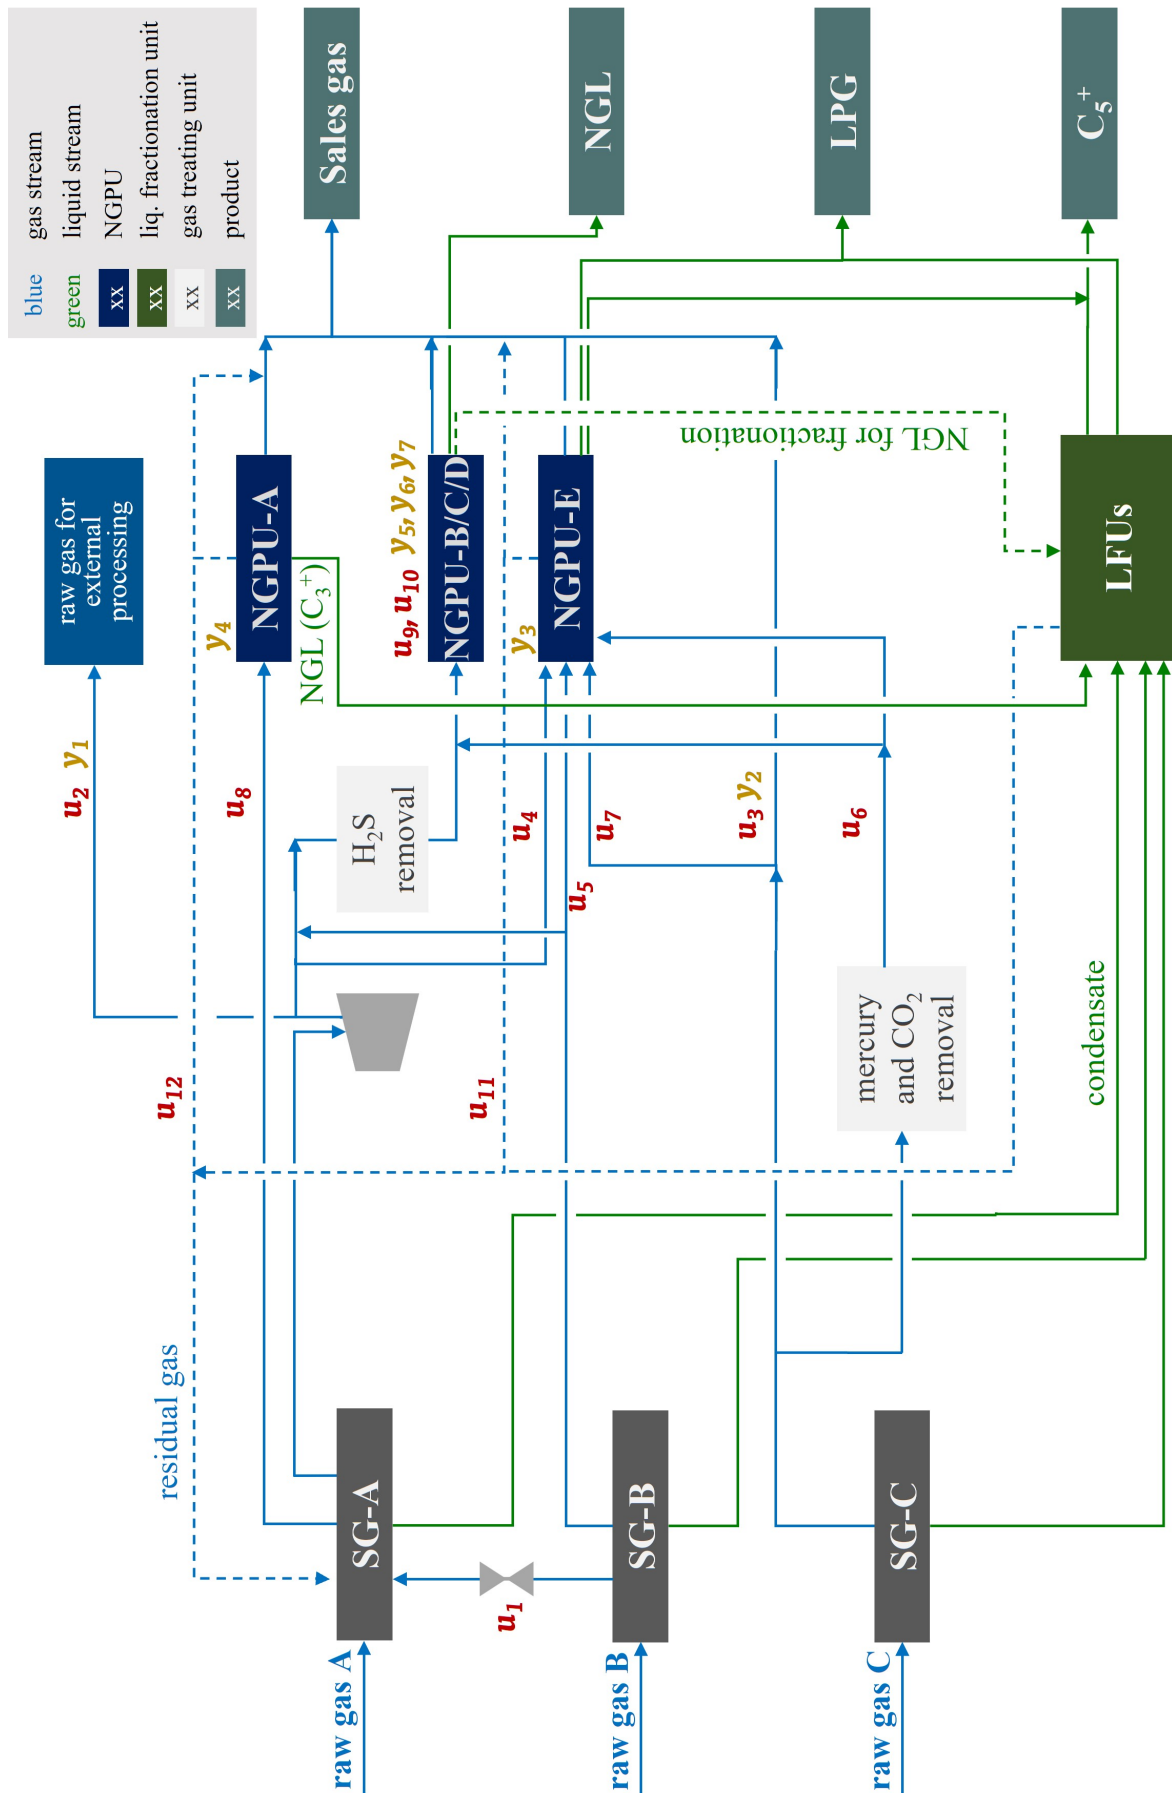 blue gas stream
green liquid stream
xx NGPU
xx liq. fractionation unit
xx gas treating unit
xx product
Sales gas
NGL
LPG
C₅⁺
raw gas for
external
processing
u₂ y₁
y₄
NGPU-A
NGL (C₃⁺)
u₈
u₉, u₁₀ y₅, y₆, y₇
NGPU-B/C/D
y₃
NGPU-E
NGL for fractionation
LFUs
H₂S
removal
u₄
u₅
u₇
u₃ y₂
u₆
mercury
and CO₂
removal
condensate
u₁₂
u₁₁
residual gas
SG-A
SG-B
SG-C
u₁
raw gas A
raw gas B
raw gas C